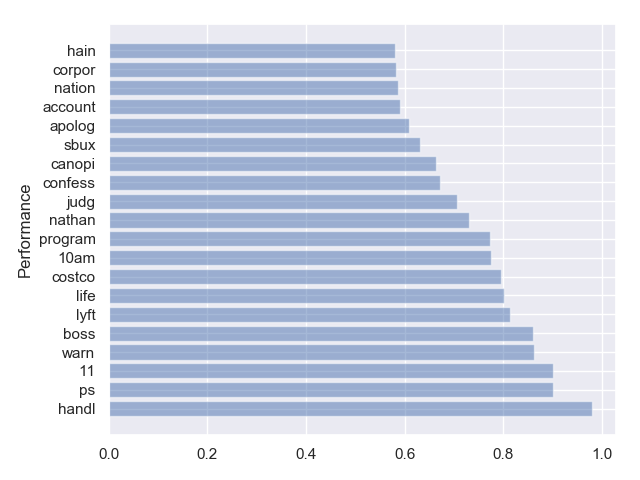 hain
corpor
nation
account
apolog
sbux
canopi
confess
judg
nathan
program
10am
costco
life
lyft
boss
warn
11
ps
handl
Performance
0.0 0.2 0.4 0.6 0.8 1.0